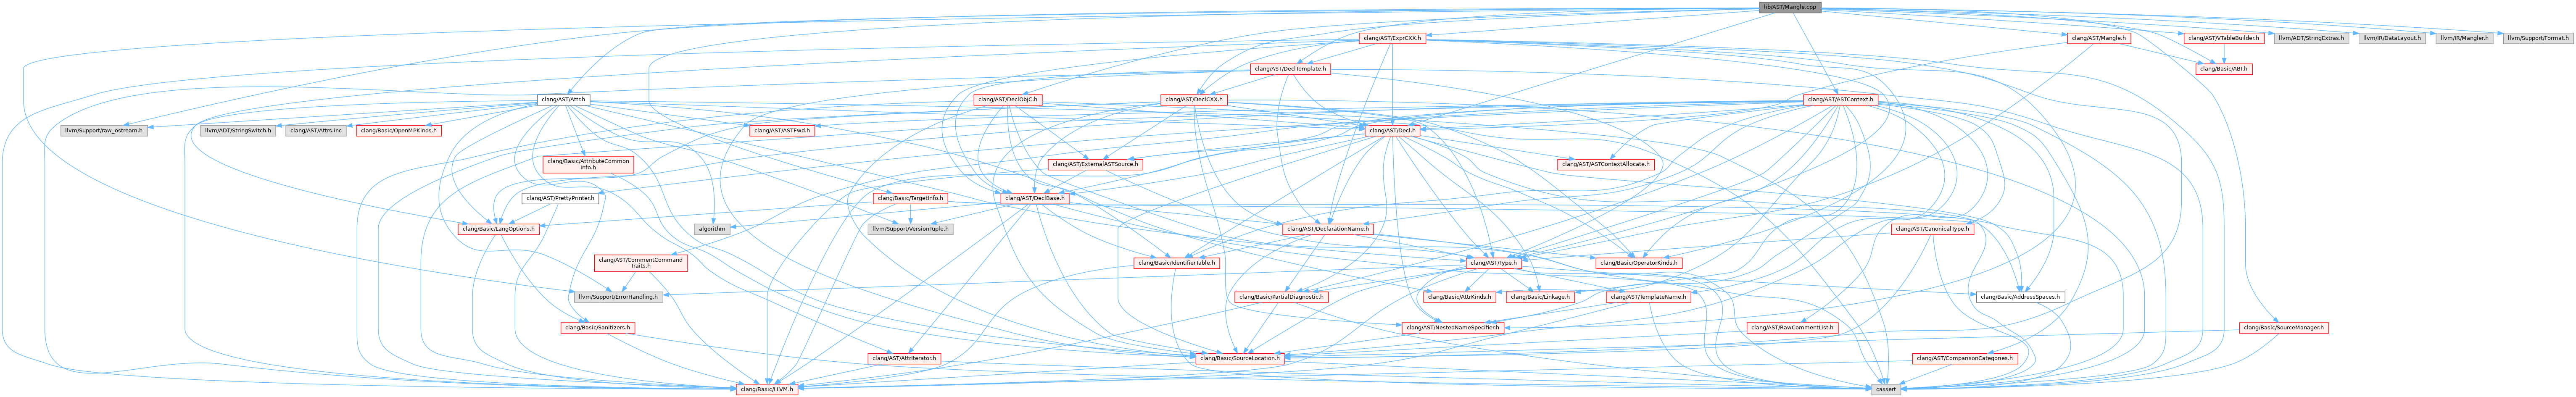 lib/AST/Mangle.cpp
clang/AST/ExprCXX.h
clang/AST/Mangle.h
clang/AST/VTableBuilder.h
llvm/ADT/StringExtras.h
llvm/IR/DataLayout.h
llvm/IR/Mangler.h
llvm/Support/Format.h
clang/AST/DeclTemplate.h
clang/Basic/ABI.h
clang/AST/Attr.h
clang/AST/DeclObjC.h
clang/AST/DeclCXX.h
clang/AST/ASTContext.h
llvm/Support/raw_ostream.h
llvm/ADT/StringSwitch.h
clang/AST/Attrs.inc
clang/Basic/OpenMPKinds.h
clang/AST/ASTFwd.h
clang/AST/Decl.h
clang/Basic/AttributeCommon
Info.h
clang/AST/ExternalASTSource.h
clang/AST/ASTContextAllocate.h
clang/AST/PrettyPrinter.h
clang/Basic/TargetInfo.h
clang/AST/DeclBase.h
clang/Basic/LangOptions.h
algorithm
llvm/Support/VersionTuple.h
clang/AST/DeclarationName.h
clang/AST/CanonicalType.h
clang/AST/CommentCommand
Traits.h
clang/Basic/IdentifierTable.h
clang/AST/Type.h
clang/Basic/OperatorKinds.h
llvm/Support/ErrorHandling.h
clang/Basic/PartialDiagnostic.h
clang/Basic/AttrKinds.h
clang/Basic/Linkage.h
clang/AST/TemplateName.h
clang/Basic/AddressSpaces.h
clang/Basic/Sanitizers.h
clang/AST/NestedNameSpecifier.h
clang/AST/RawCommentList.h
clang/Basic/SourceManager.h
clang/AST/AttrIterator.h
clang/Basic/SourceLocation.h
clang/AST/ComparisonCategories.h
clang/Basic/LLVM.h
cassert